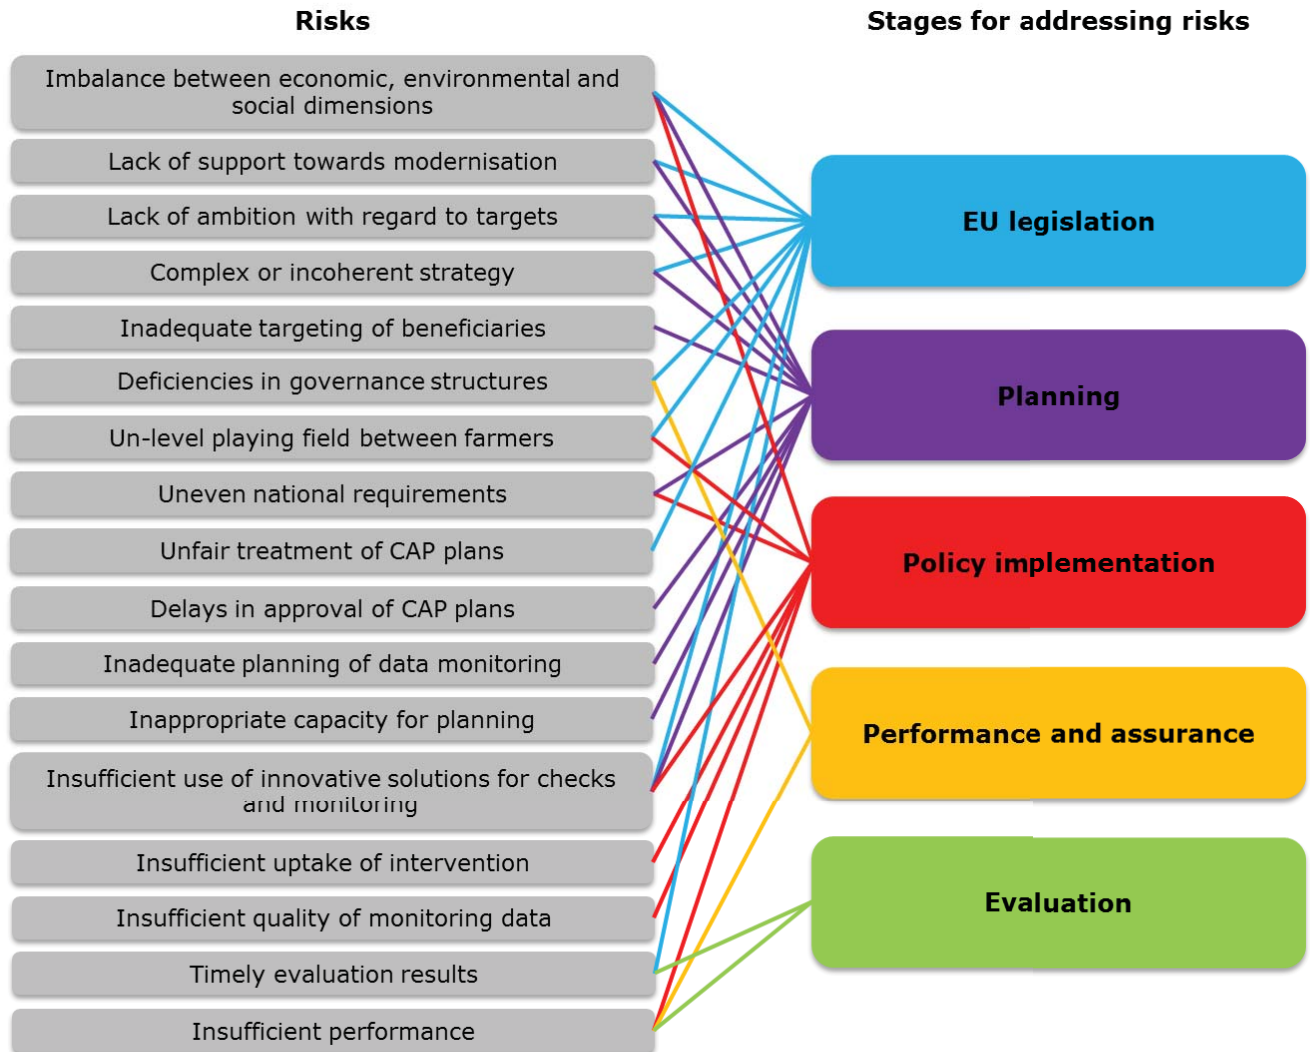 Risks
Stages for addressing risks
Imbalance between economic, environmental and
social dimensions
Lack of support towards modernisation
Lack of ambition with regard to targets
Complex or incoherent strategy
Inadequate targeting of beneficiaries
Deficiencies in governance structures
Un-level playing field between farmers
Uneven national requirements
Unfair treatment of CAP plans
Delays in approval of CAP plans
Inadequate planning of data monitoring
Inappropriate capacity for planning
Insufficient use of innovative solutions for checks
and monitoring
Insufficient uptake of intervention
Insufficient quality of monitoring data
Timely evaluation results
Insufficient performance
EU legislation
Planning
Policy implementation
Performance and assurance
Evaluation